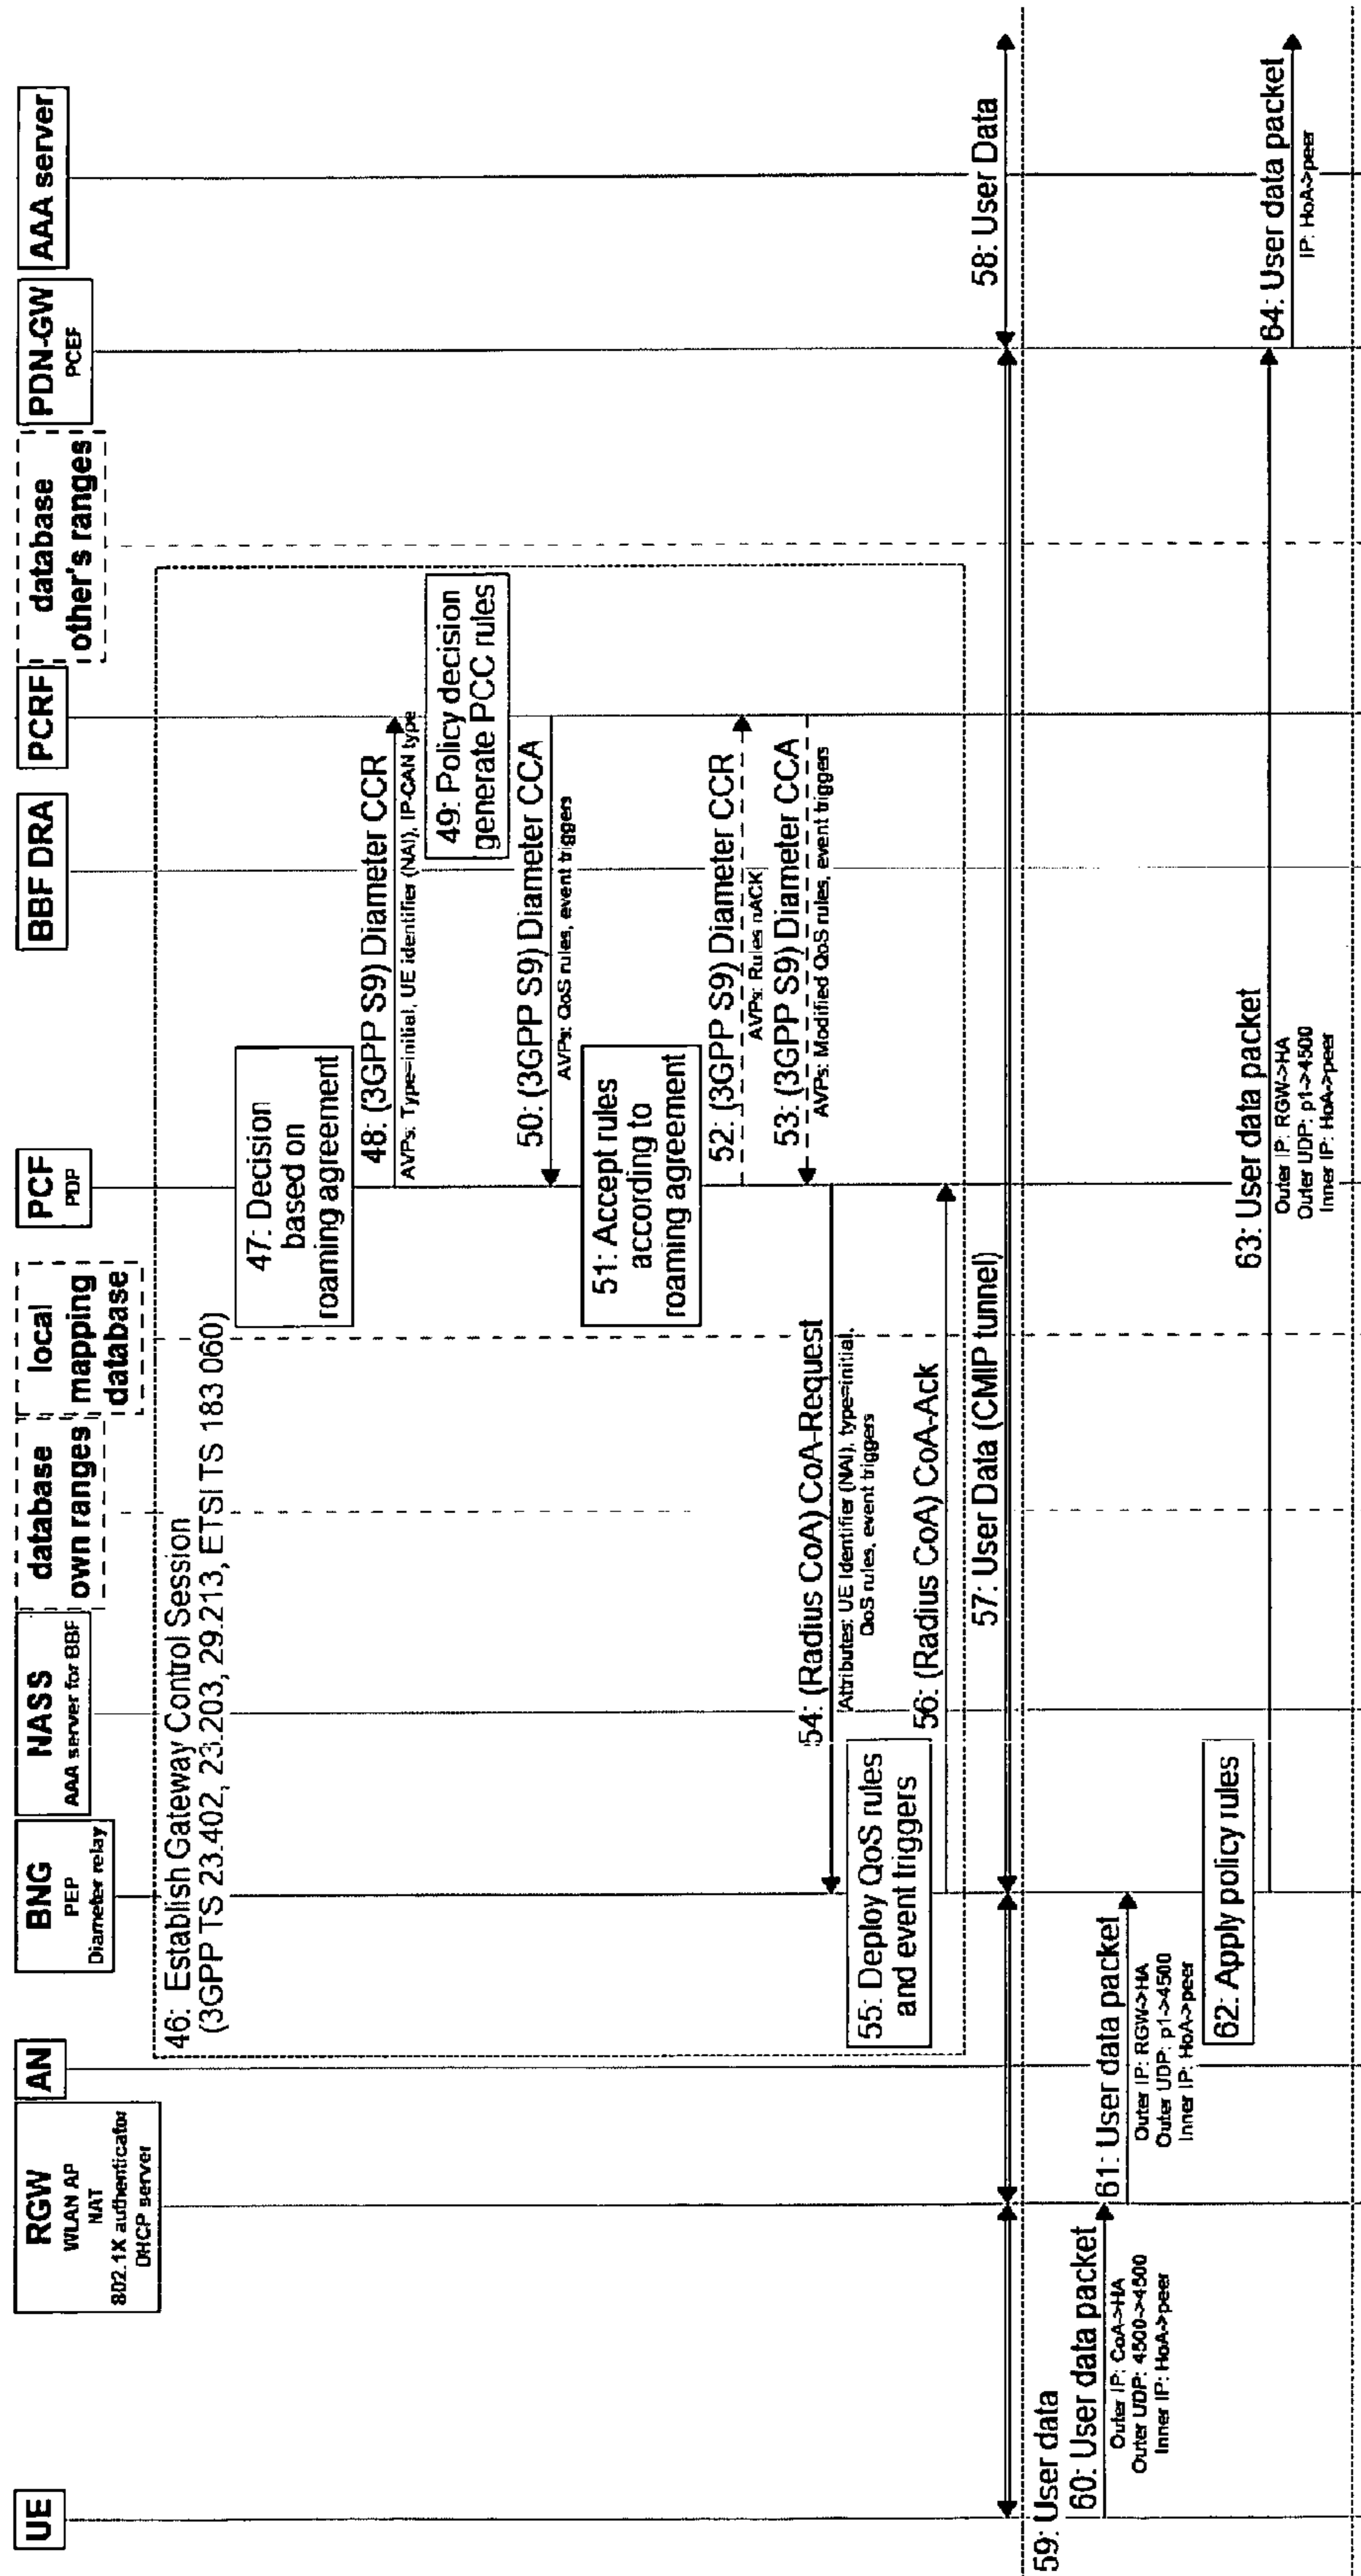 UE
RGW
WLAN AP
NAT
802.1X authenticator
DHCP server
AN
BNG
PEP
Diameter relay
NASS
AAA server for BBF
database
own ranges
local
mapping
database
PCF
PDP
BBF DRA
PCRF
database
other's ranges
PDN-GW
PCEF
AAA server
46: Establish Gateway Control Session
(3GPP TS 23.402, 23.203, 29.213, ETSI TS 183 060)
47: Decision
based on
roaming agreement
48: (3GPP S9) Diameter CCR
AVPs: Type=initial, UE identifier (NAI), IP-CAN type
49: Policy decision
generate PCC rules
50: (3GPP S9) Diameter CCA
AVPs: QoS rules, event triggers
51: Accept rules
according to
roaming agreement
52: (3GPP S9) Diameter CCR
AVPs: Rules nACK
53: (3GPP S9) Diameter CCA
AVPs: Modified QoS rules, event triggers
54: (Radius CoA) CoA-Request
Attributes: UE Identifier (NAI), type=initial,
QoS rules, event triggers
55: Deploy QoS rules
and event triggers
56: (Radius CoA) CoA-Ack
57: User Data (CMIP tunnel)
58: User Data
59: User data
60: User data packet
Outer IP: CoA->HA
Outer UDP: 4500->4500
Inner IP: HoA->peer
61: User data packet
Outer IP: RGW->HA
Outer UDP: p1->4500
Inner IP: HoA->peer
62: Apply policy rules
63: User data packet
Outer IP: RGW->HA
Outer UDP: p1->4500
Inner IP: HoA->peer
64: User data packet
IP: HoA->peer